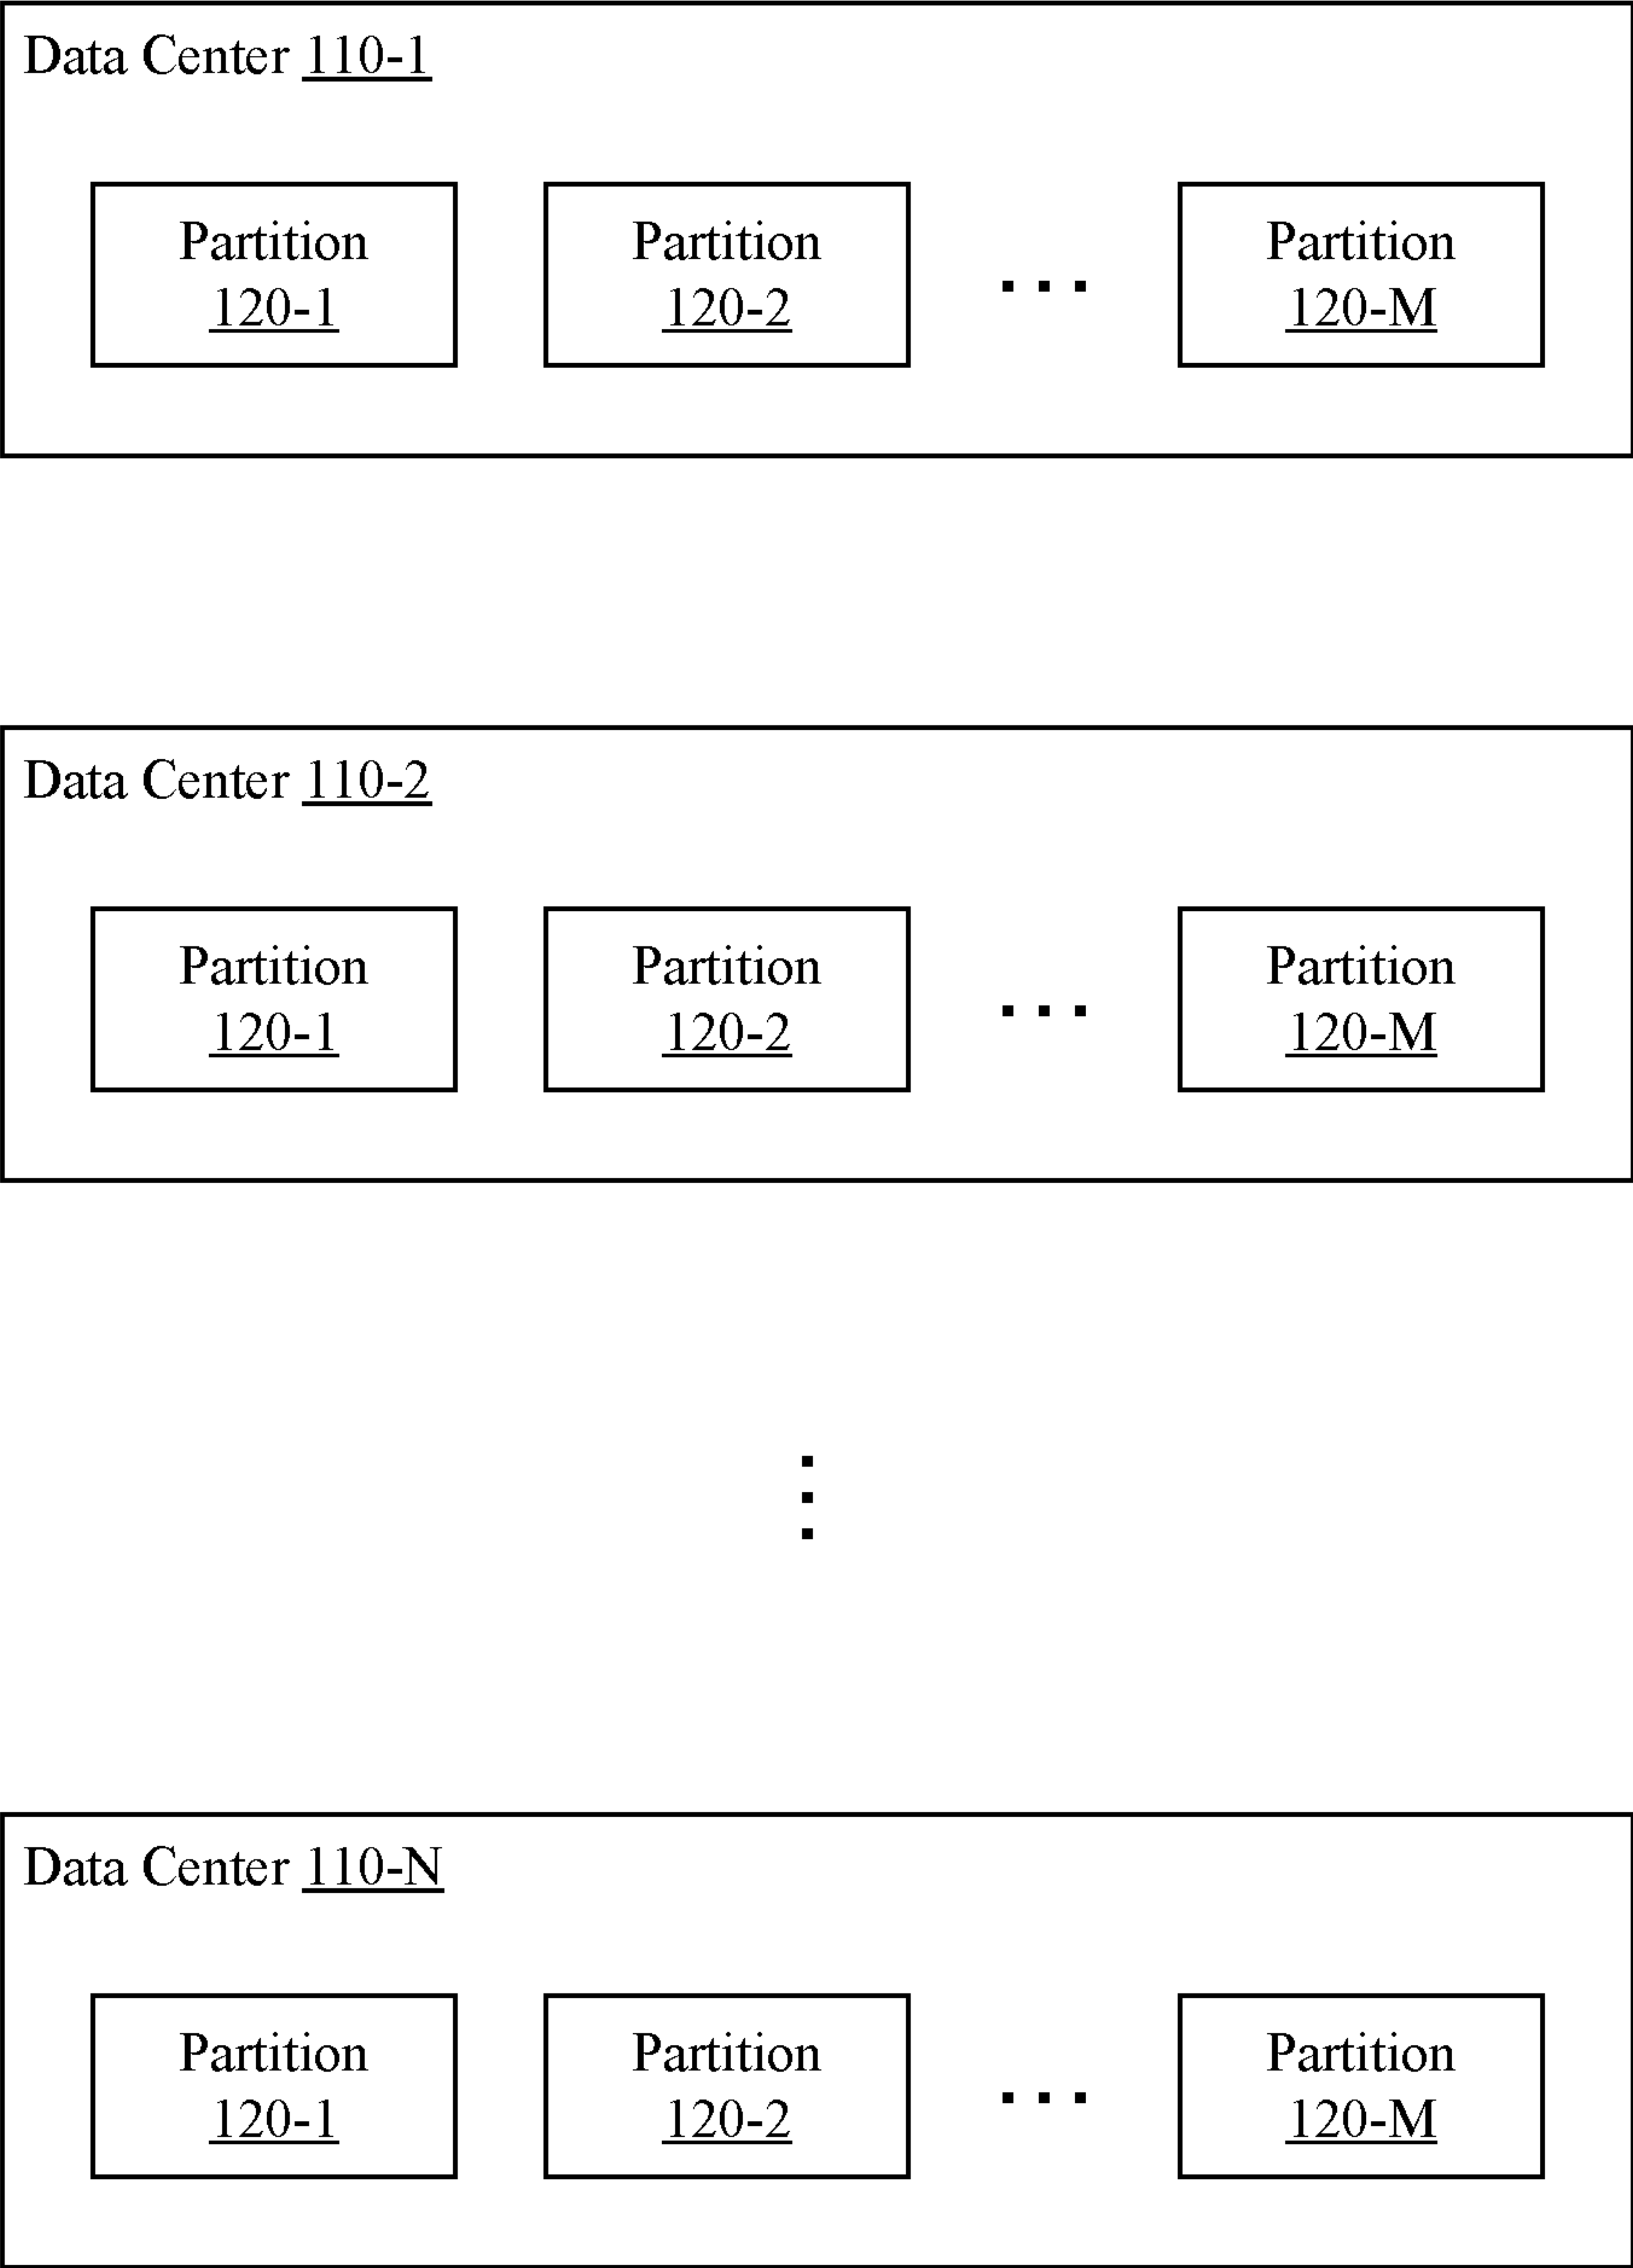 Data Center 110-1
Partition Partition Partition
120-1 120-2 ... 120-M
Data Center 110-2
Partition Partition Partition
120-1 120-2 ... 120-M
Data Center 110-N
Partition Partition Partition
120-1 120-2 ... 120-M